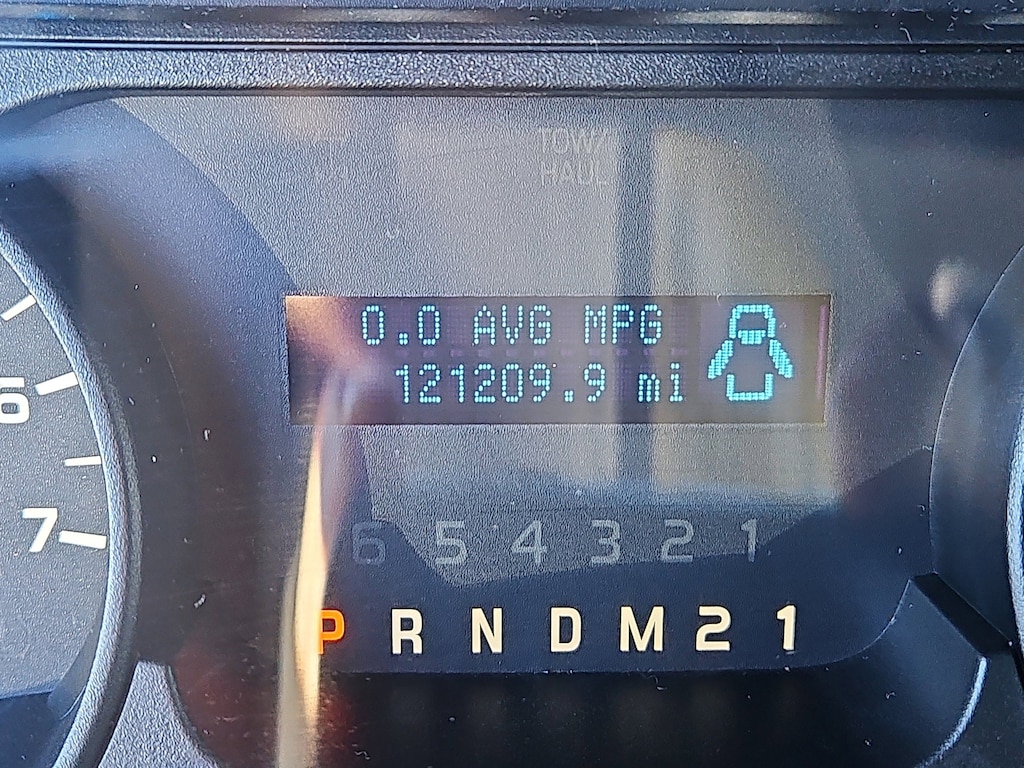 TOW/
HAUL
0.0 AVG MPG
121209.9 mi
6
7
6 5 4 3 2 1
P R N D M 2 1